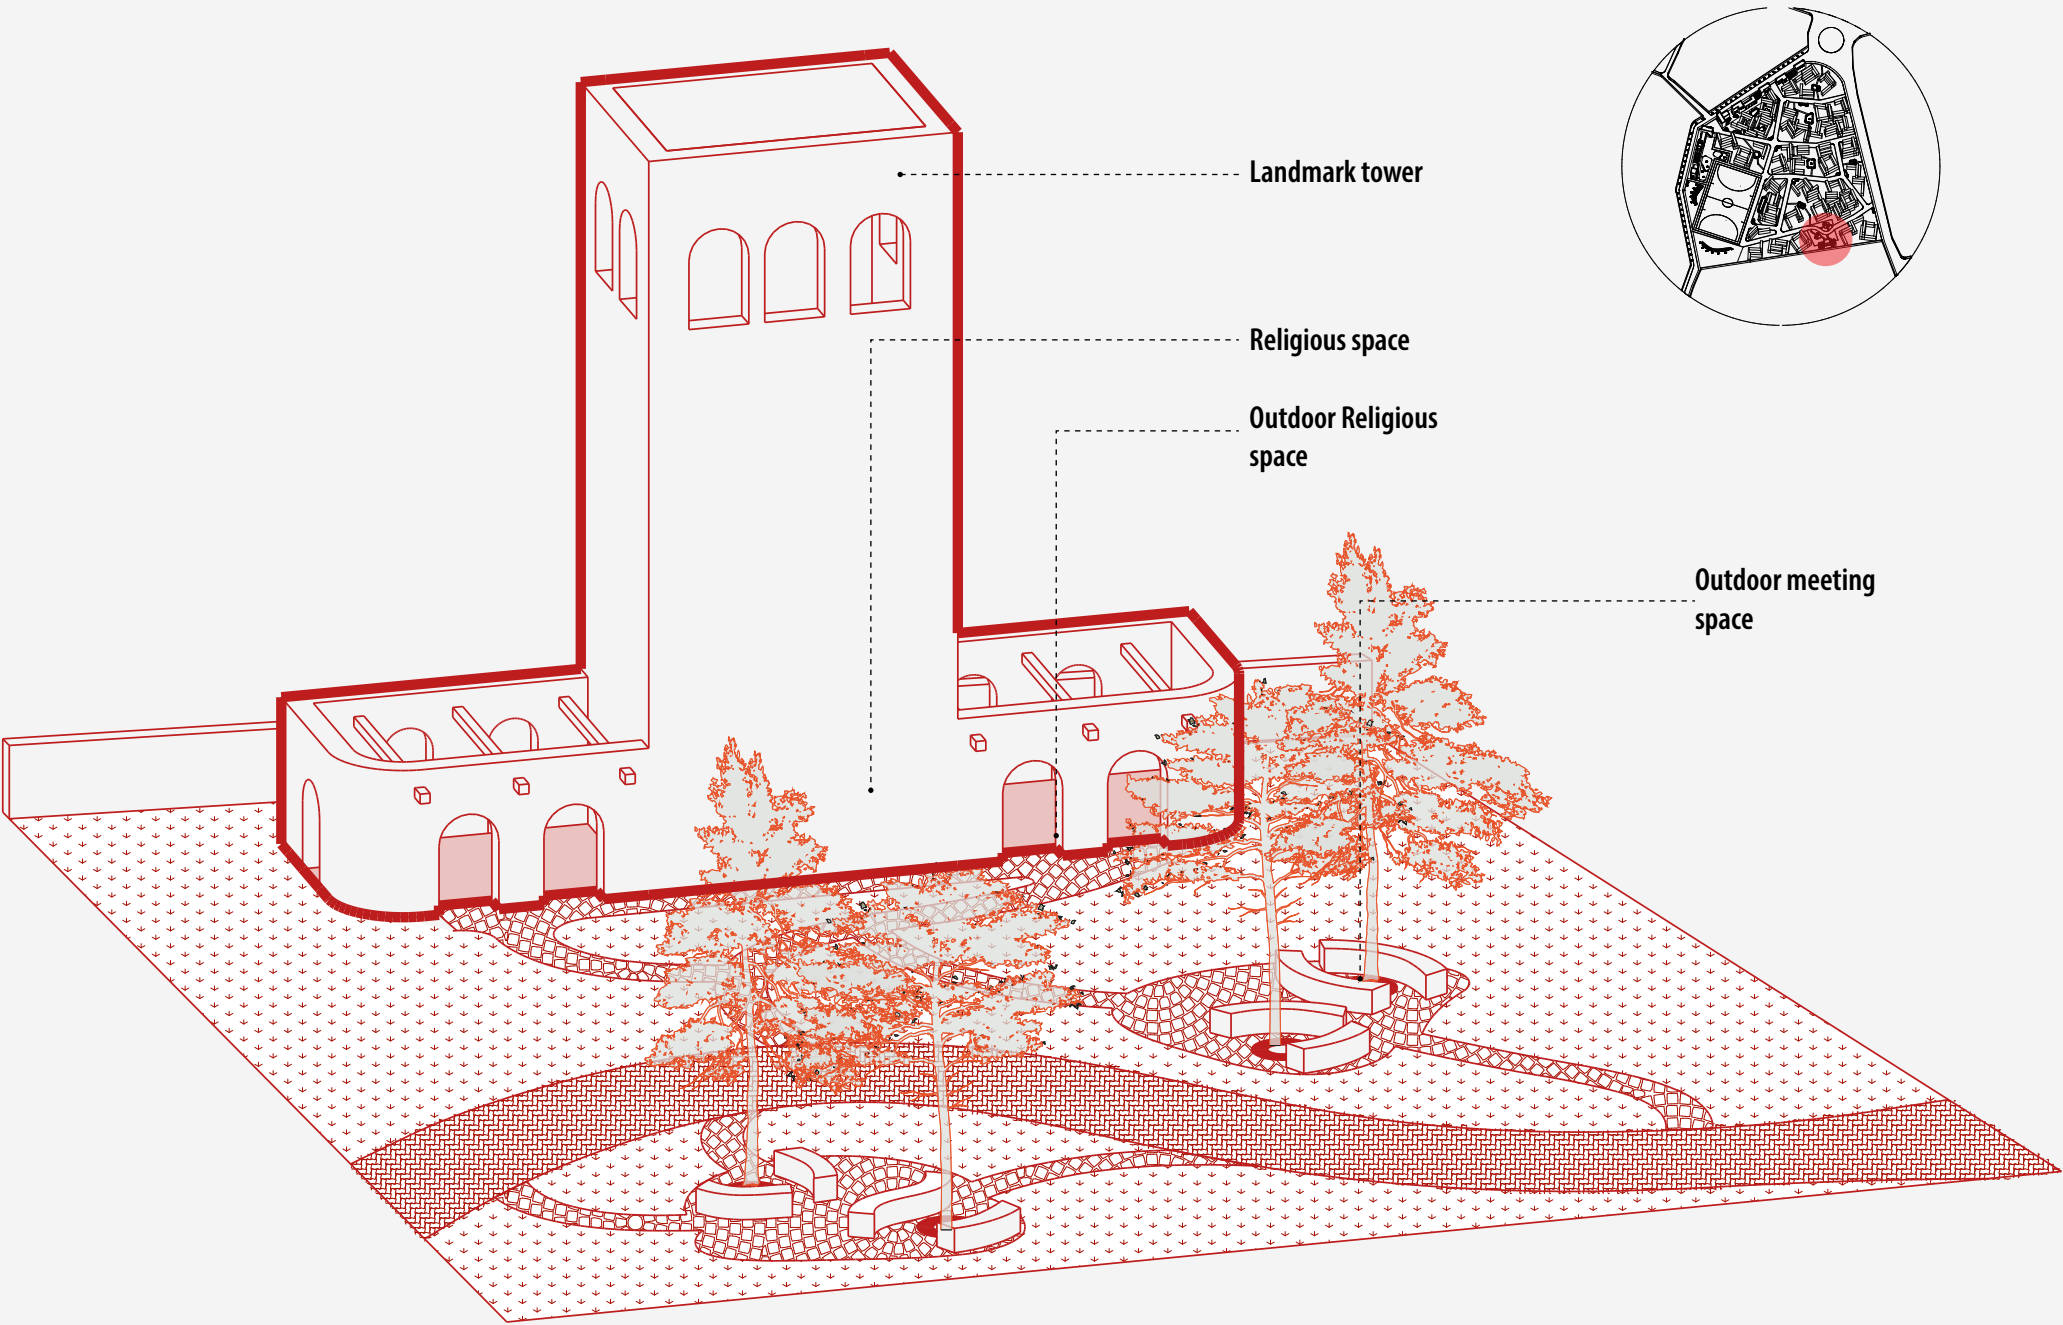 Landmark tower
Religious space
Outdoor Religious
space
Outdoor meeting
space